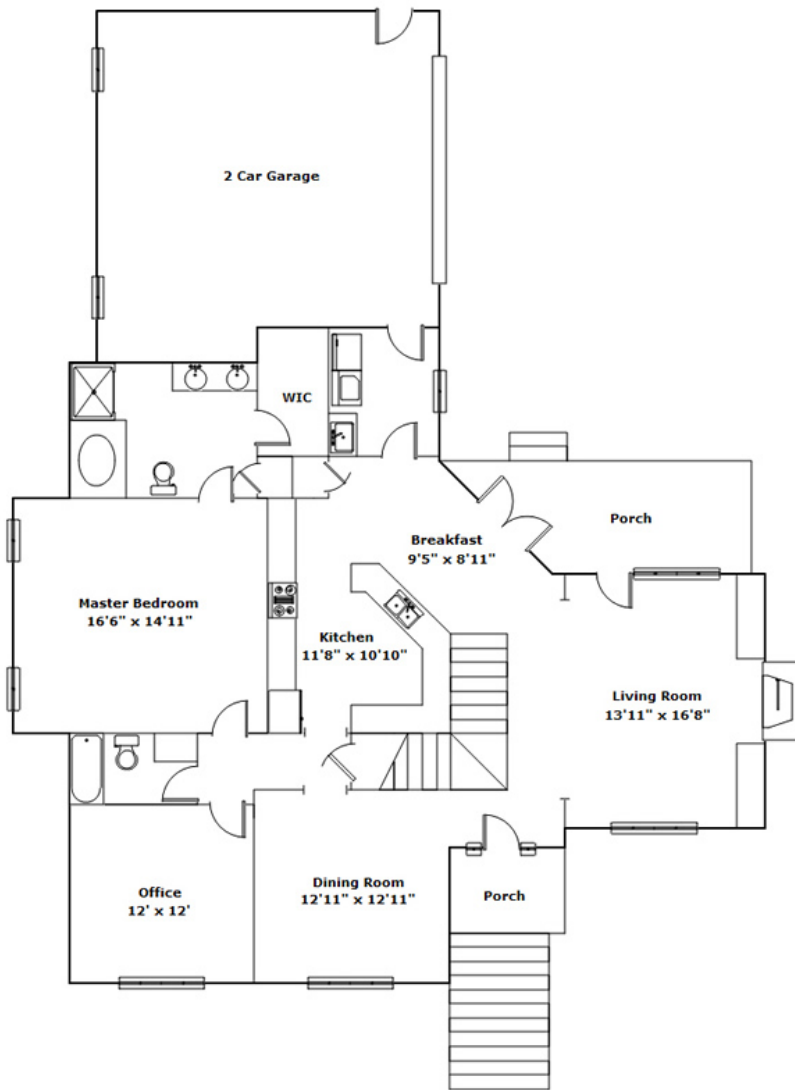 2 Car Garage
WIC
Porch
Breakfast
9'5" x 8'11"
Master Bedroom
16'6" x 14'11"
Kitchen
11'8" x 10'10"
Living Room
13'11" x 16'8"
Office
12' x 12'
Dining Room
12'11" x 12'11"
Porch